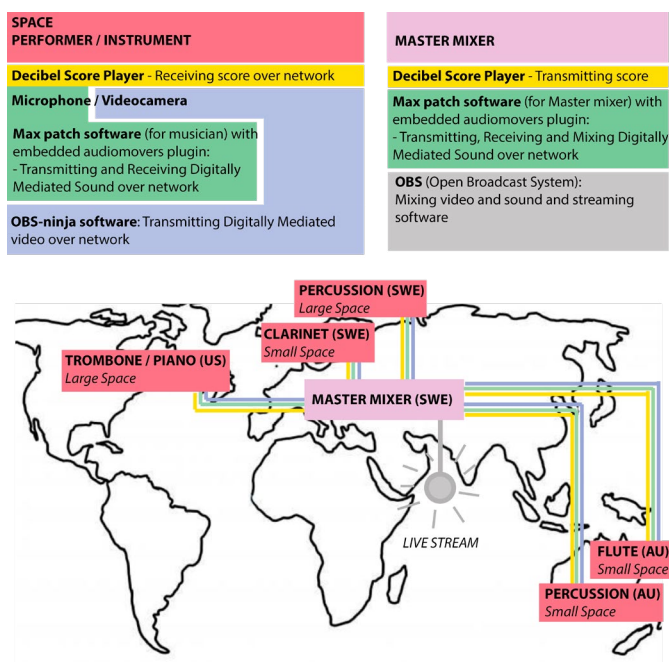 SPACE
PERFORMER / INSTRUMENT
Decibel Score Player - Receiving score over network
Microphone / Videocamera
Max patch software (for musician) with
embedded audiomovers plugin:
- Transmitting and Receiving Digitally
Mediated Sound over network
OBS-ninja software: Transmitting Digitally Mediated
video over network
MASTER MIXER
Decibel Score Player - Transmitting score
Max patch software (for Master mixer) with
embedded audiomovers plugin:
- Transmitting, Receiving and Mixing Digitally
Mediated Sound over network
OBS (Open Broadcast System):
Mixing video and sound and streaming
software
PERCUSSION (SWE)
Large Space
CLARINET (SWE)
Small Space
TROMBONE / PIANO (US)
Large Space
MASTER MIXER (SWE)
LIVE STREAM
FLUTE (AU)
Small Space
PERCUSSION (AU)
Small Space